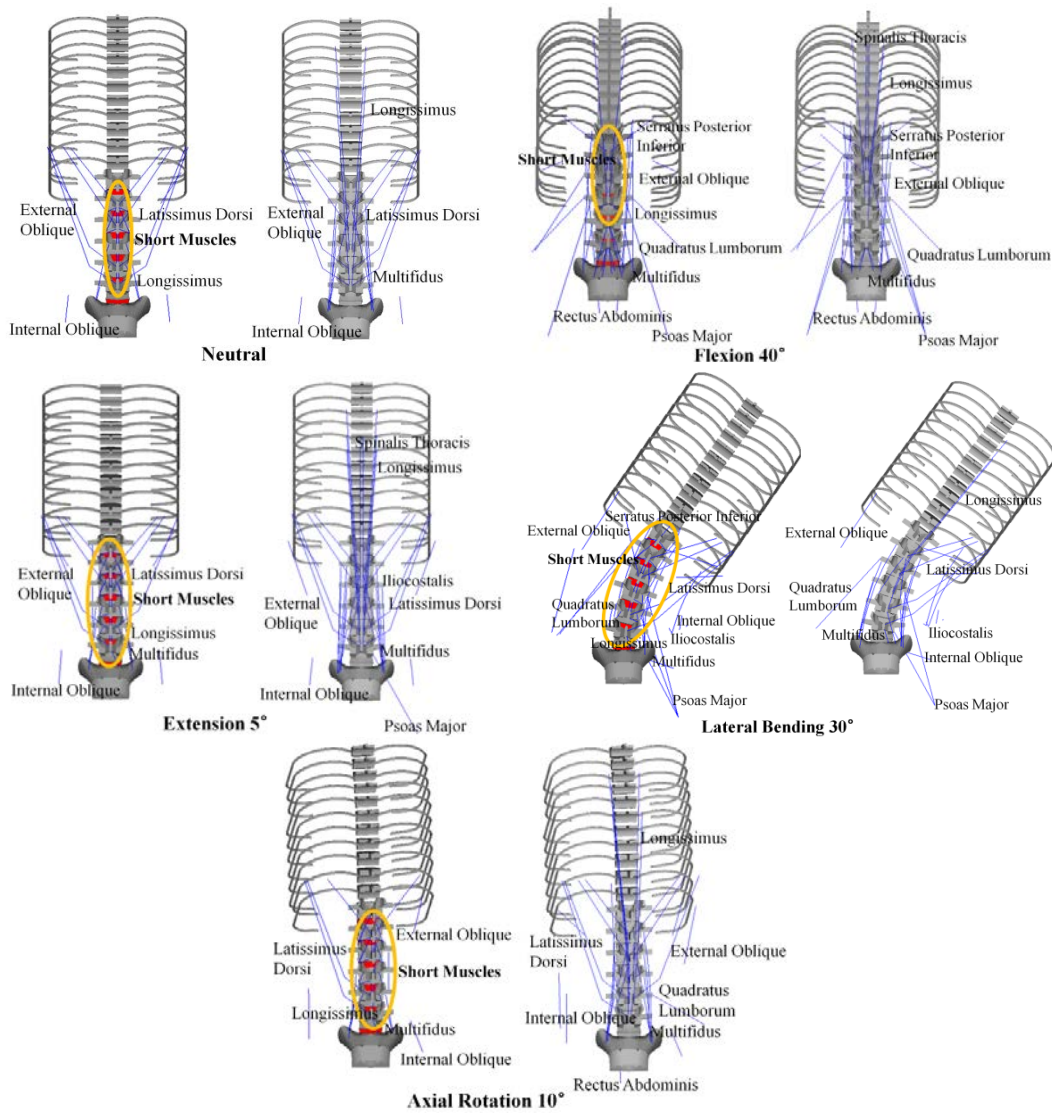 Longissimus
External
Oblique
Latissimus Dorsi
Short Muscles
Longissimus
Internal Oblique
External
Oblique
Latissimus Dorsi
Multifidus
Internal Oblique
Neutral
Serratus Posterior
Inferior
Short Muscles
External Oblique
Longissimus
Quadratus Lumborum
Multifidus
Rectus Abdominis
Psoas Major
Spinalis Thoracis
Longissimus
Serratus Posterior
Inferior
External Oblique
Quadratus Lumborum
Multifidus
Rectus Abdominis
Psoas Major
Flexion 40°
External
Oblique
Latissimus Dorsi
Short Muscles
Longissimus
Multifidus
Internal Oblique
Spinalis Thoracis
Longissimus
Iliocostalis
External
Oblique
Latissimus Dorsi
Multifidus
Internal Oblique
Psoas Major
Extension 5°
Serratus Posterior Inferior
External Oblique
Short Muscles
Latissimus Dorsi
Quadratus
Lumborum
Internal Oblique
Iliocostalis
Longissimus
Multifidus
Psoas Major
Longissimus
External Oblique
Latissimus Dorsi
Quadratus
Lumborum
Multifidus
Iliocostalis
Internal Oblique
Psoas Major
Lateral Bending 30°
External Oblique
Latissimus
Dorsi
Short Muscles
Longissimus
Multifidus
Internal Oblique
Longissimus
Latissimus
Dorsi
External Oblique
Quadratus
Lumborum
Internal Oblique
Multifidus
Rectus Abdominis
Axial Rotation 10°